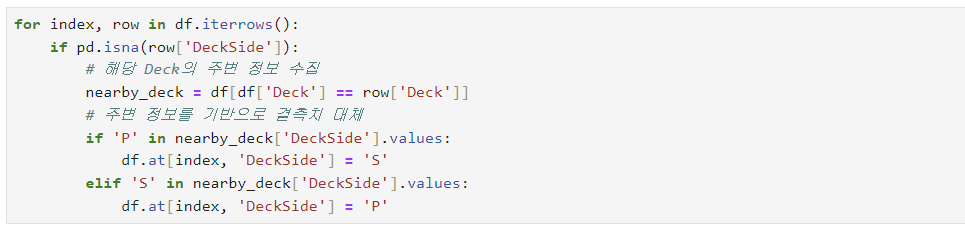 for index, row in df.iterrows():
    if pd.isna(row['DeckSide']):
        # 해당 Deck의 주변 정보 수집
        nearby_deck = df[df['Deck'] == row['Deck']]
        # 주변 정보를 기반으로 결측치 대체
        if 'P' in nearby_deck['DeckSide'].values:
            df.at[index, 'DeckSide'] = 'S'
        elif 'S' in nearby_deck['DeckSide'].values:
            df.at[index, 'DeckSide'] = 'P'